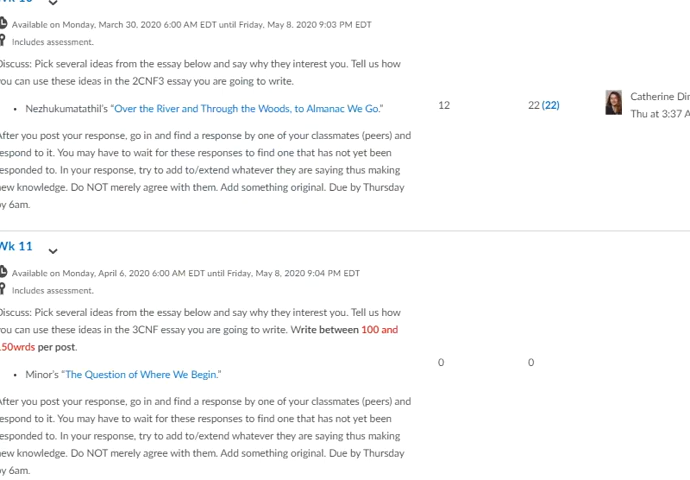 Available on Monday, March 30, 2020 6:00 AM EDT until Friday, May 8, 2020 9:03 PM EDT
Includes assessment.
Discuss: Pick several ideas from the essay below and say why they interest you. Tell us how
you can use these ideas in the 2CNF3 essay you are going to write.
• Nezhukumatathil's "Over the River and Through the Woods, to Almanac We Go."
12
22 (22)
Catherine
Thu at 3:37
After you post your response, go in and find a response by one of your classmates (peers) and
respond to it. You may have to wait for these responses to find one that has not yet been
responded to. In your response, try to add to/extend whatever they are saying thus making
new knowledge. Do NOT merely agree with them. Add something original. Due by Thursday
by 6am.
Wk 11
Available on Monday, April 6, 2020 6:00 AM EDT until Friday, May 8, 2020 9:04 PM EDT
Includes assessment.
Discuss: Pick several ideas from the essay below and say why they interest you. Tell us how
you can use these ideas in the 3CNF essay you are going to write. Write between 100 and
150wrds per post.
• Minor's "The Question of Where We Begin."
0
0
After you post your response, go in and find a response by one of your classmates (peers) and
respond to it. You may have to wait for these responses to find one that has not yet been
responded to. In your response, try to add to/extend whatever they are saying thus making
new knowledge. Do NOT merely agree with them. Add something original. Due by Thursday
by 6am.